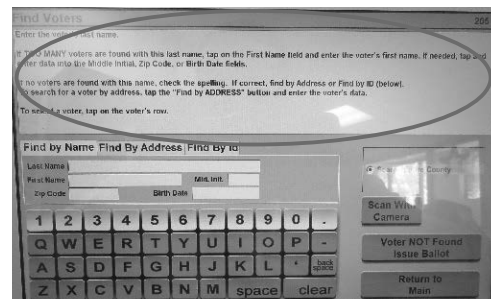 Find Voters 205
Enter the voter's last name.
If TOO MANY voters are found with this last name, tap on the First Name field and enter the voter's first name. If needed, tap and
enter data into the Middle Initial, Zip Code, or Birth Date fields.
If no voters are found with this name, check the spelling. If correct, find by Address or Find by ID (below).
To search for a voter by address, tap the "Find by ADDRESS" button and enter the voter's data.
To select a voter, tap on the voter's row.
Find by Name Find By Address Find By Id
Last Name
First Name Mid. Init.
Zip Code Birth Date
County
Scan With
Camera
1 2 3 4 5 6 7 8 9 0 .
Q W E R T Y U I O P -
Voter NOT Found
Issue Ballot
A S D F G H J K L ' back
space
Z X C V B N M space clear
Return to
Main